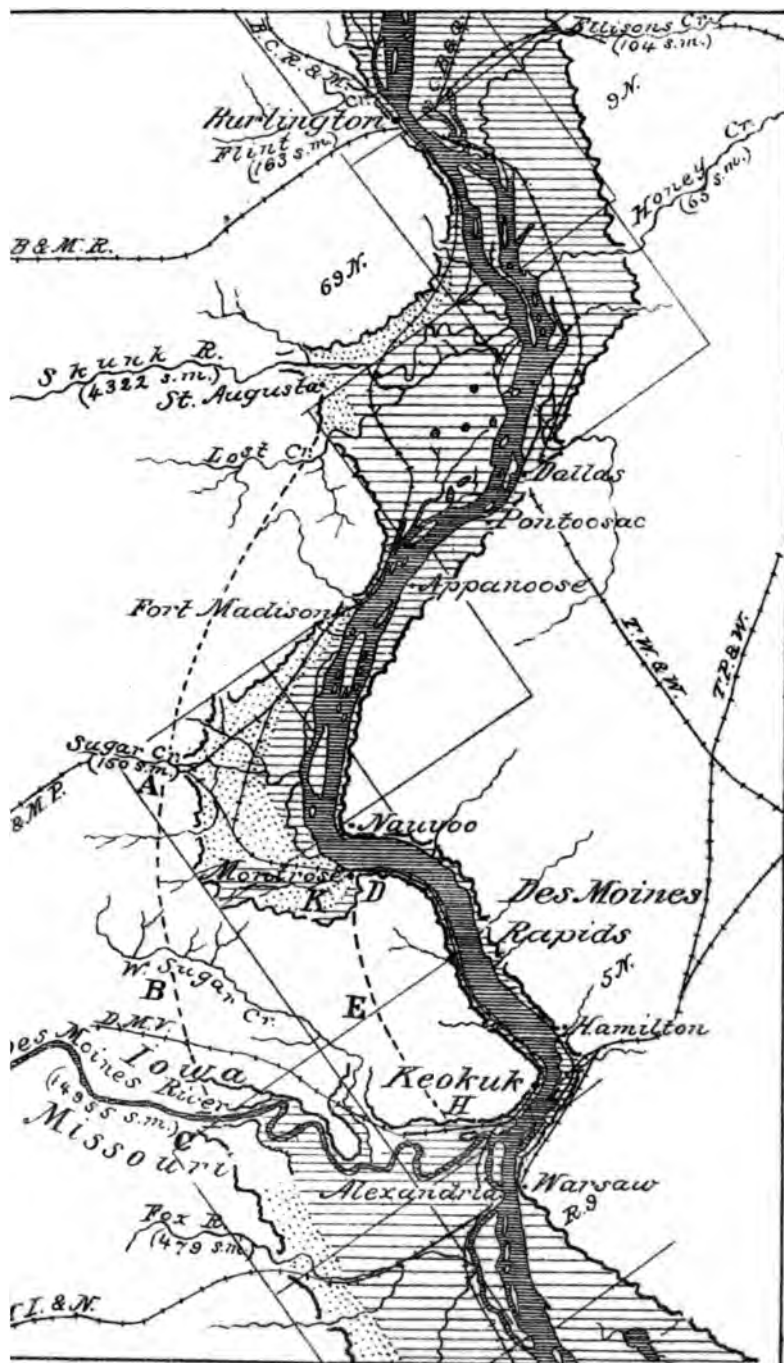 Ellisons Cr.
(104 s.m.)
B.C.R.&M.
C.B.&Q.
9 N.
Cr.
Hurlington
Flint
(163 s.m.)
Honey Cr.
(65 s.m.)
B & M. R.
69 N.
Skunk R.
(4322 s.m.)
St. Augusta
Lost Cr.
Dallas
Pontoosac
Appanoose
Fort Madison
T.W.&W.
T.P.&W.
Sugar Cr.
(150 s.m.)
A
& M.P.
Nauvoo
Montrose
K
D
Des Moines
Rapids
W. Sugar Cr.
B
E
5 N.
D.M.V.
Hamilton
Des Moines River
(14955 s.m.)
Iowa
Keokuk
H
C
Missouri
Alexandria
Warsaw
R.9
Fox R.
(479 s.m.)
I. & N.